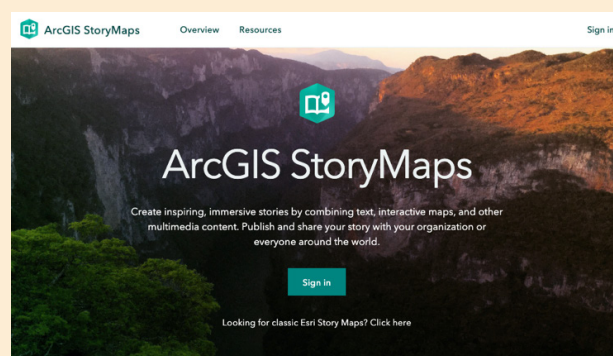 ArcGIS StoryMaps Overview Resources Sign in
ArcGIS StoryMaps
Create inspiring, immersive stories by combining text, interactive maps, and other
multimedia content. Publish and share your story with your organization or
everyone around the world.
Sign in
Looking for classic Esri Story Maps? Click here